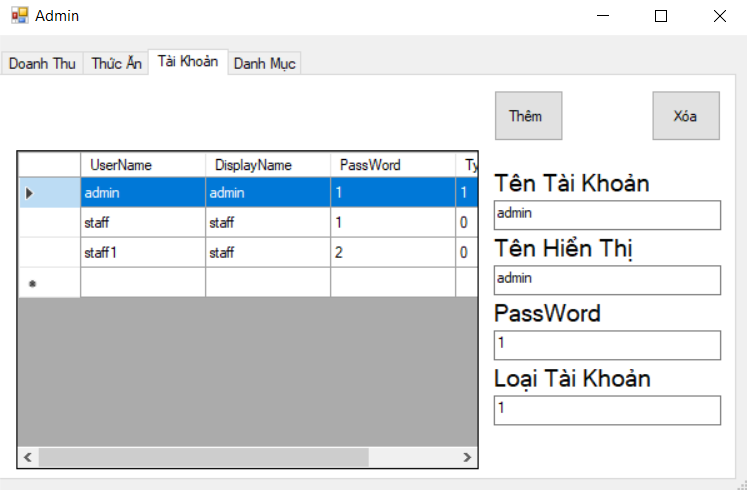 Admin
Doanh Thu Thức Ăn Tài Khoản Danh Mục
Thêm Xóa
UserName DisplayName PassWord Ty
admin admin 1 1
staff staff 1 0
staff1 staff 2 0
Tên Tài Khoản
admin
Tên Hiển Thị
admin
PassWord
1
Loại Tài Khoản
1